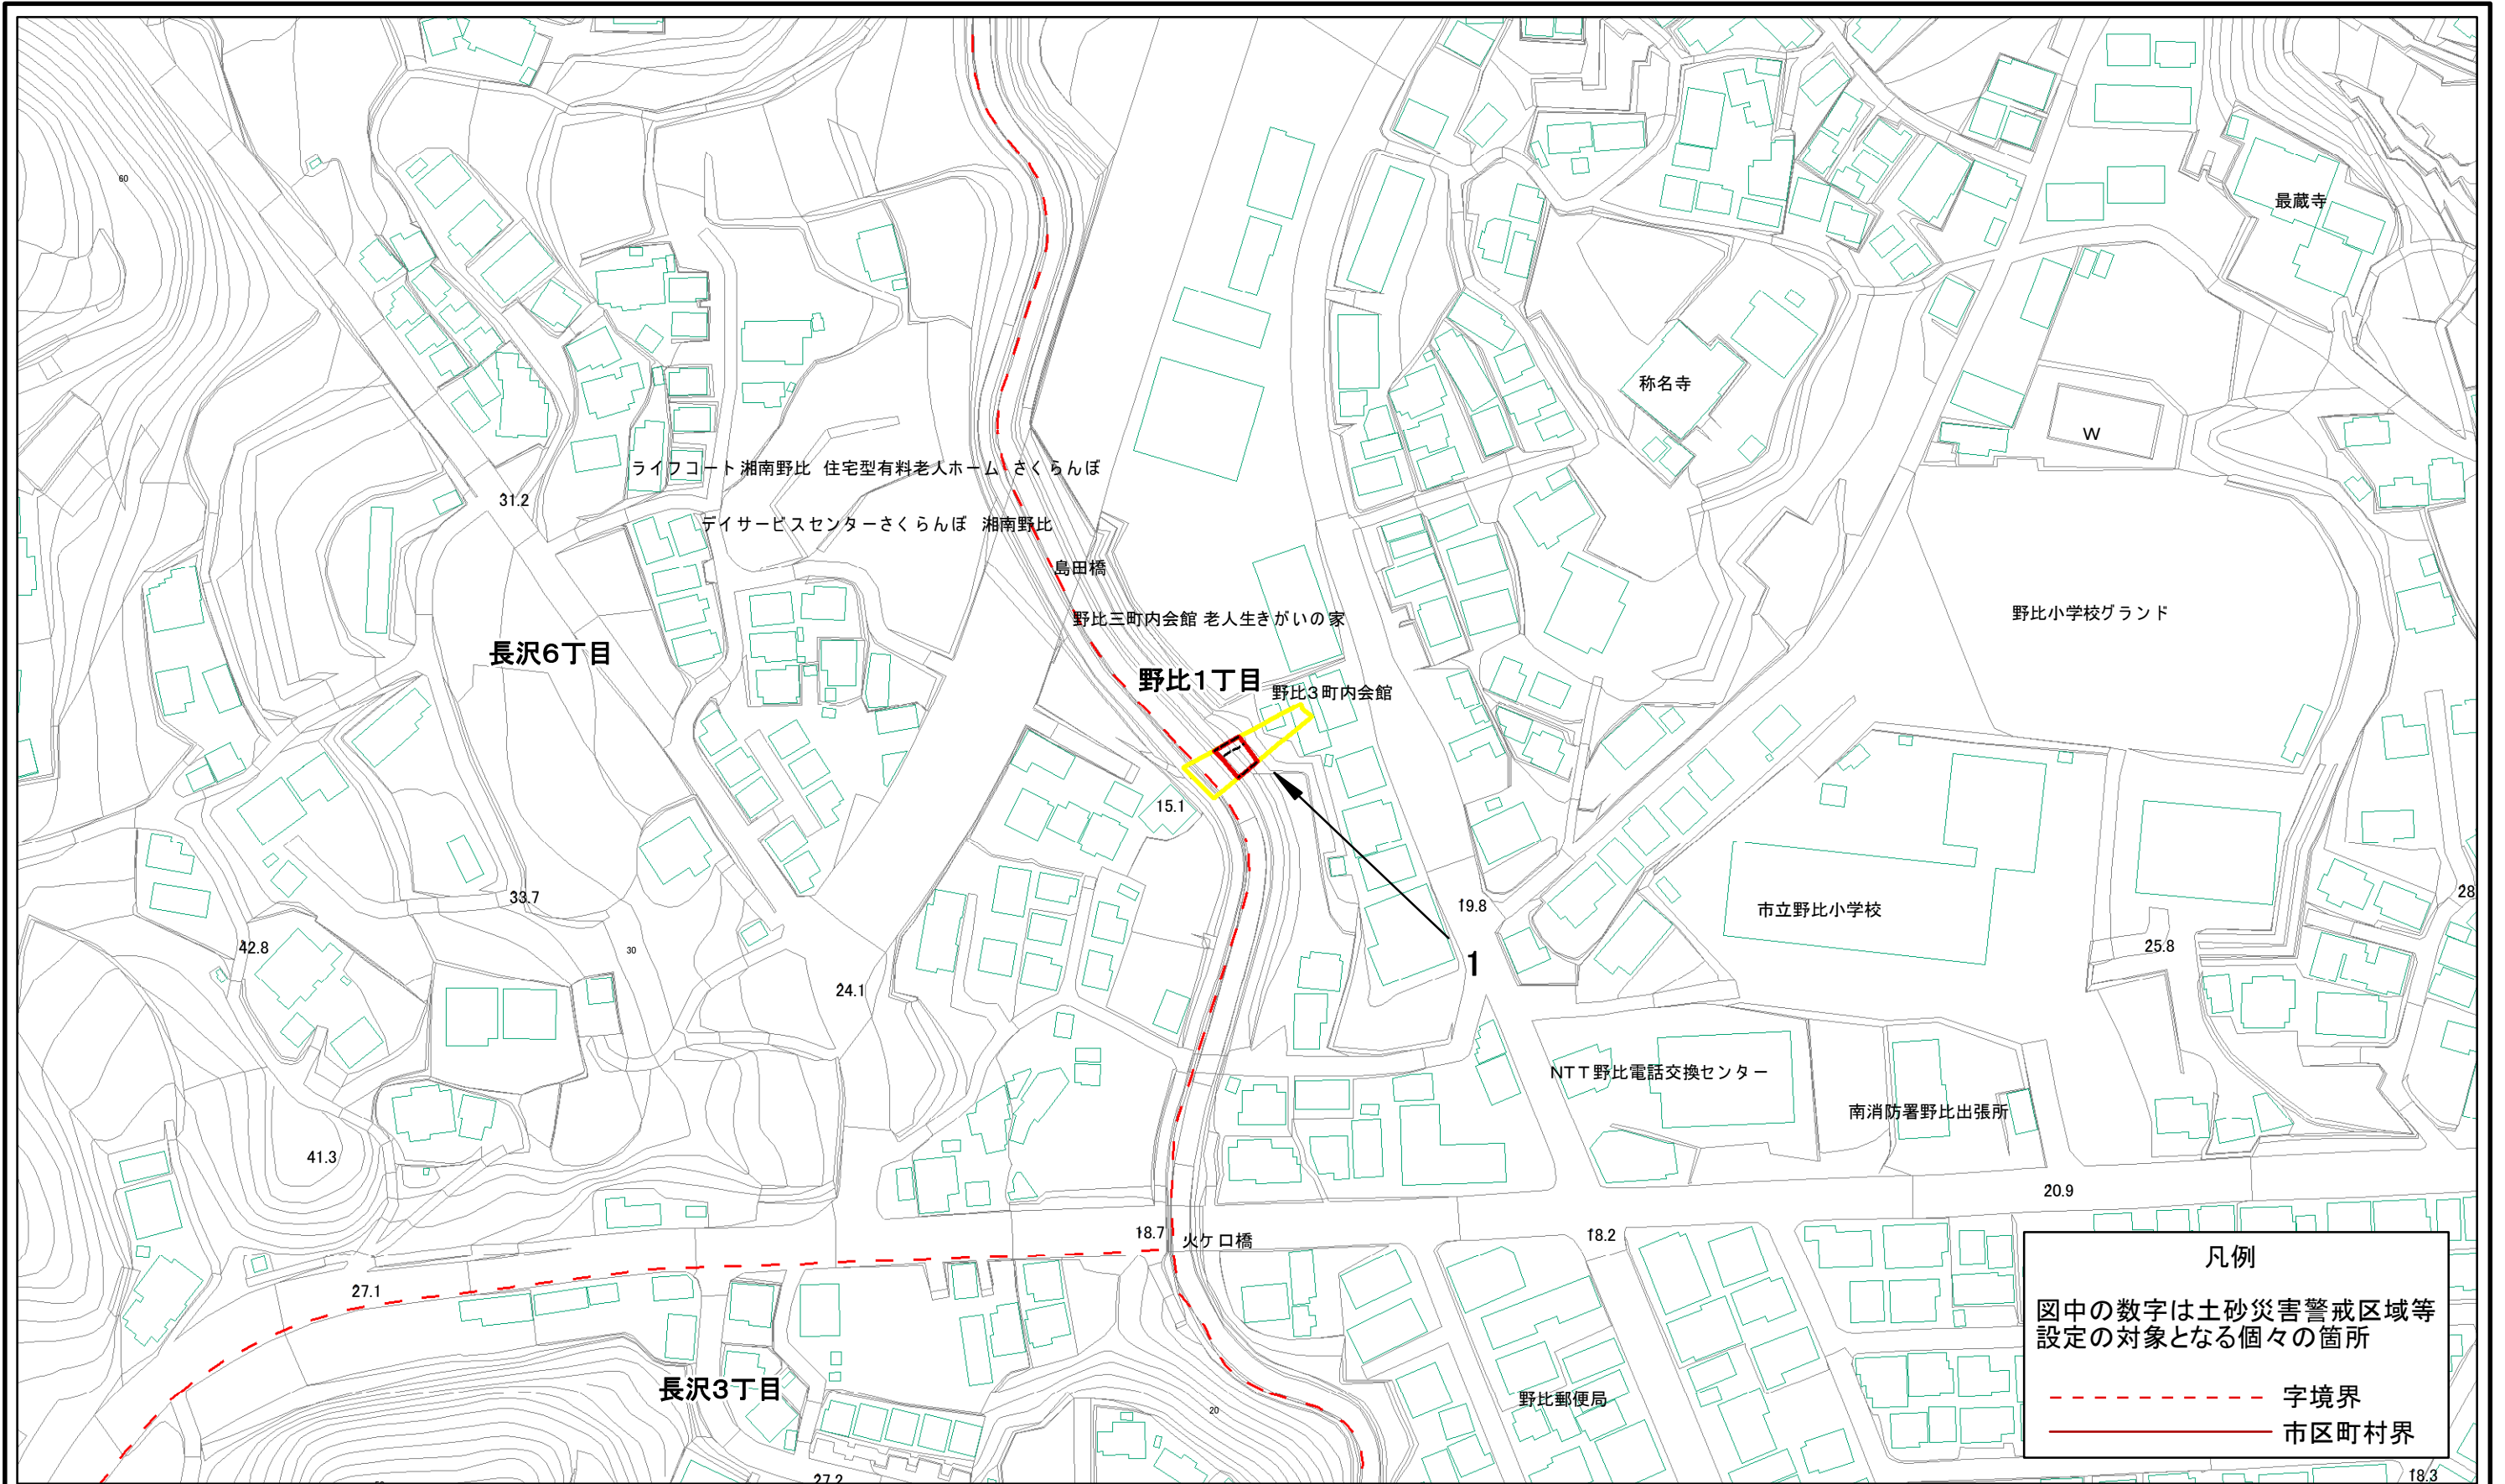 60
最蔵寺
称名寺
W
ライフコート湘南野比 住宅型有料老人ホーム さくらんぼ
31.2
デイサービスセンターさくらんぼ 湘南野比
島田橋
野比三町内会館 老人生きがいの家
野比小学校グランド
長沢6丁目
野比1丁目
野比3町内会館
15.1
33.7
19.8
市立野比小学校
28
42.8
30
25.8
1
24.1
NTT野比電話交換センター
南消防署野比出張所
41.3
20.9
18.7
火ケロ橋
18.2
27.1
凡例
図中の数字は土砂災害警戒区域等
設定の対象となる個々の箇所
字境界
市区町村界
長沢3丁目
野比郵便局
20
27.2
18.3